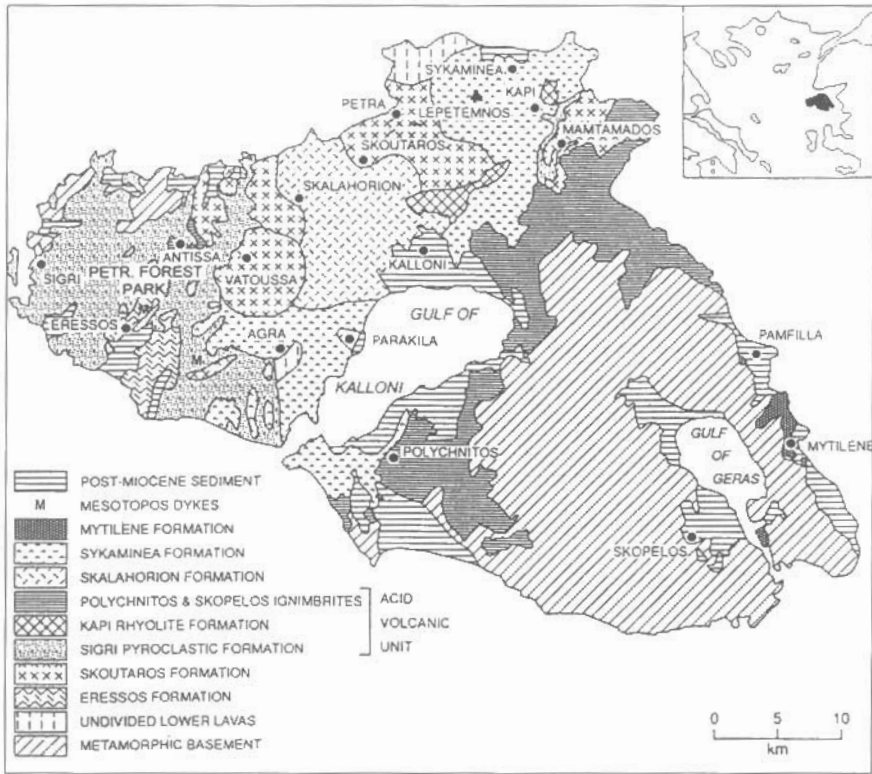 SYKAMINEA
KAPI
PETRA
LEPETEMNOS
MAMTAMADOS
SKOUTAROS
SKALAHORION
ANTISSA
SIGRI
PETR. FOREST
PARK
VATOUSSA
KALLONI
M
ERESSOS
GULF OF
AGRA
PARAKILA
PAMFILLA
M
KALLONI
GULF
OF
GERAS
MYTILENE
POLYCHNITOS
SKOPELOS
POST-MIOCENE SEDIMENT
M MESOTOPOS DYKES
MYTILENE FORMATION
SYKAMINEA FORMATION
SKALAHORION FORMATION
POLYCHNITOS & SKOPELOS IGNIMBRITES
KAPI RHYOLITE FORMATION
SIGRI PYROCLASTIC FORMATION
ACID
VOLCANIC
UNIT
SKOUTAROS FORMATION
ERESSOS FORMATION
UNDIVIDED LOWER LAVAS
METAMORPHIC BASEMENT
0 5 10
km